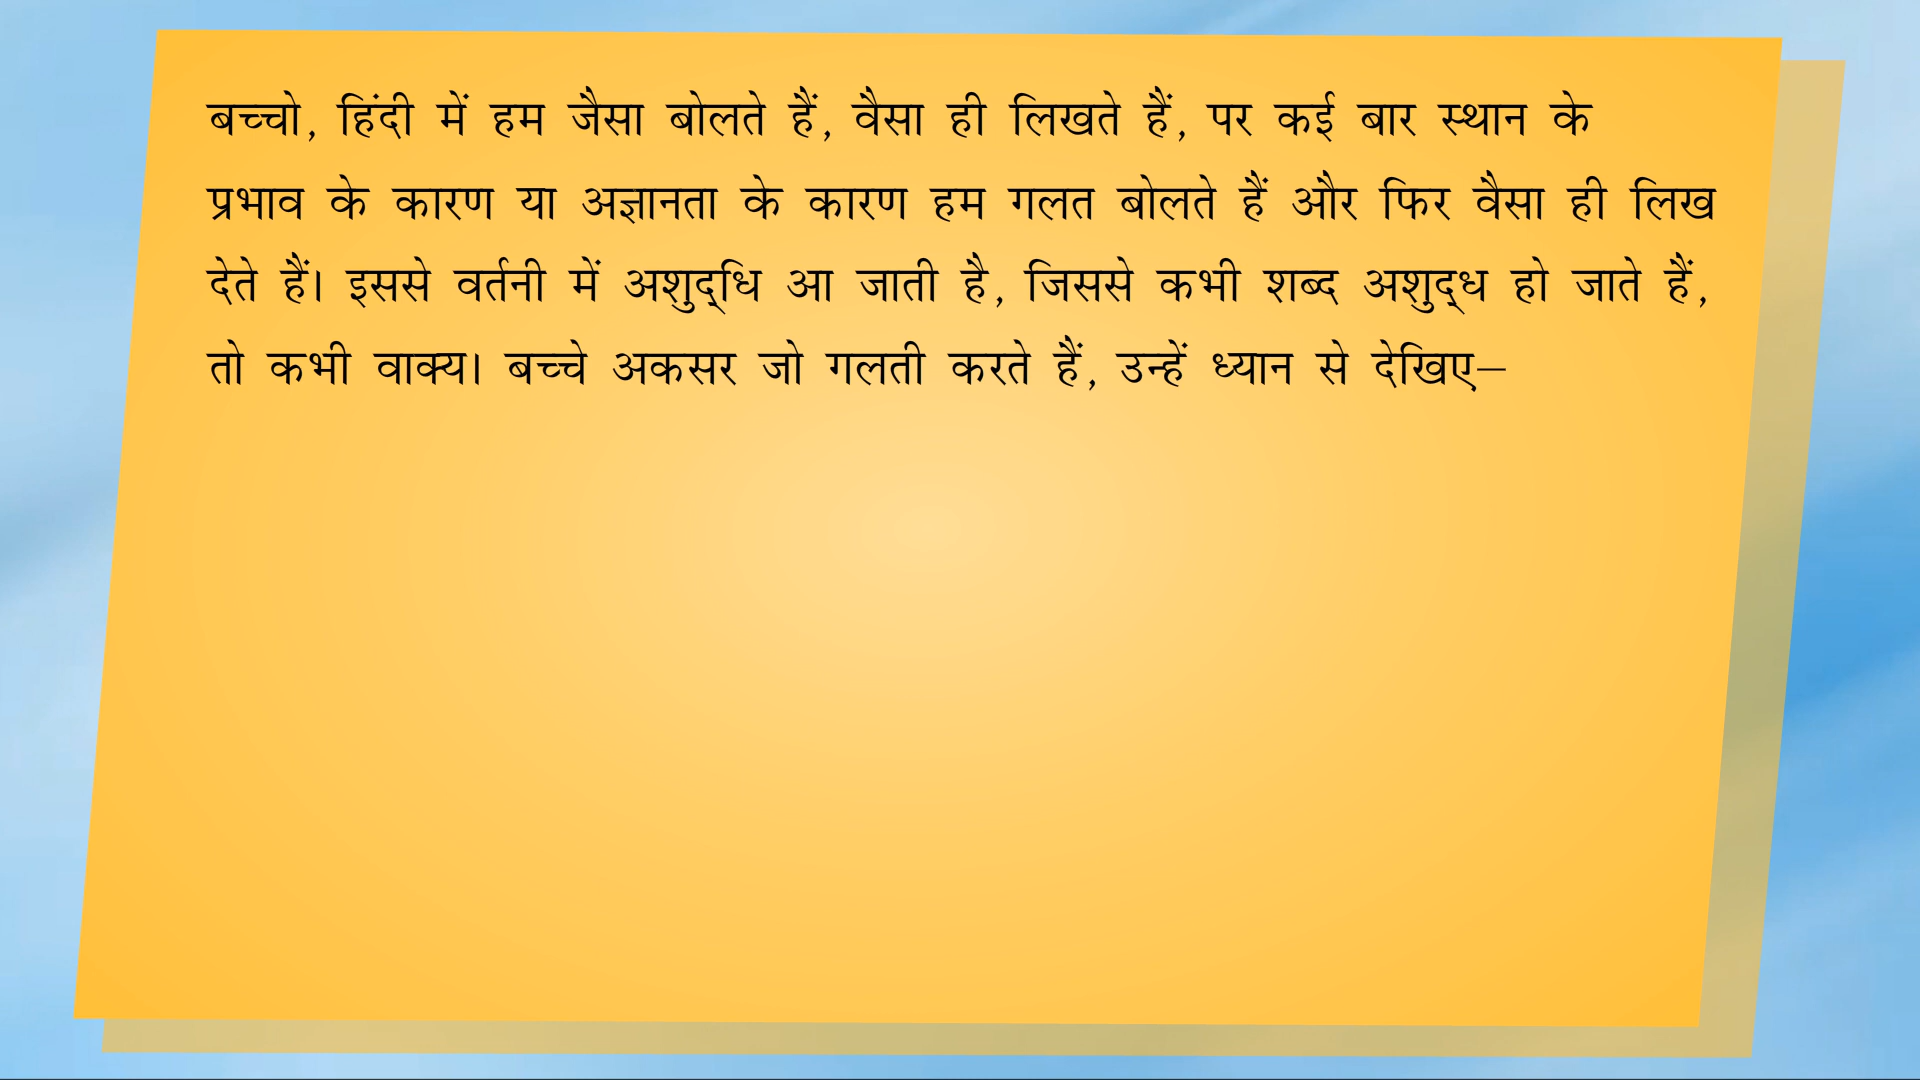 बच्चो, हिंदी में हम जैसा बोलते हैं, वैसा ही लिखते हैं, पर कई बार स्थान के
प्रभाव के कारण या अज्ञानता के कारण हम गलत बोलते हैं और फिर वैसा ही लिख
देते हैं। इससे वर्तनी में अशुद्‌धि आ जाती है, जिससे कभी शब्द अशुद्‌ध हो जाते हैं,
तो कभी वाक्य। बच्चे अकसर जो गलती करते हैं, उन्हें ध्यान से देखिए–